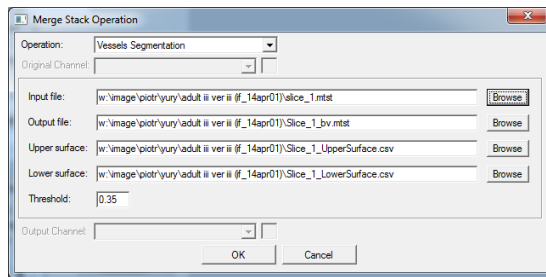 Merge Stack Operation
Operation: Vessels Segmentation
Original Channel:
Input file: w:\image\piotr\yury\adult iii ver iii (if_14apr01)\slice_1.mtst Browse
Output file: w:\image\piotr\yury\adult iii ver iii (if_14apr01)\Slice_1_bv.mtst Browse
Upper surface: w:\image\piotr\yury\adult iii ver iii (if_14apr01)\Slice_1_UpperSurface.csv Browse
Lower surface: w:\image\piotr\yury\adult iii ver iii (if_14apr01)\Slice_1_LowerSurface.csv Browse
Threshold: 0.35
Output Channel:
OK Cancel